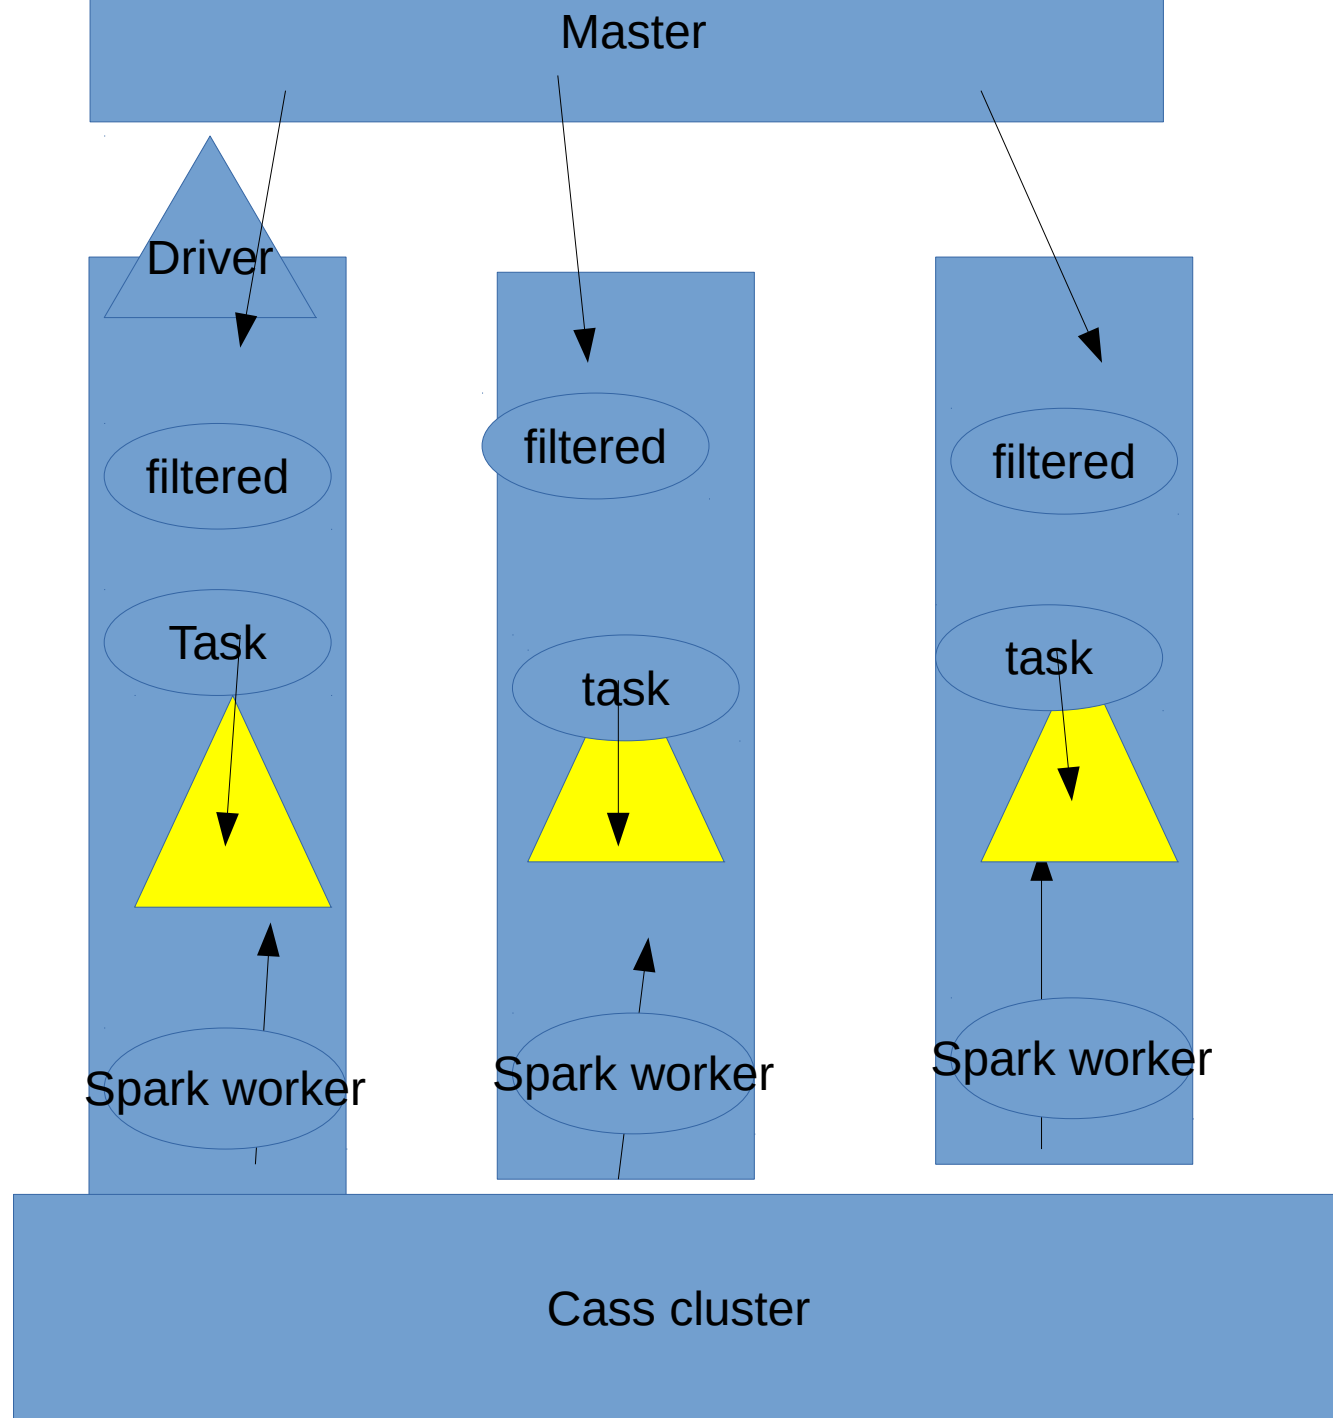 Master
Driver
filtered
filtered
filtered
Task
task
task
Spark worker
Spark worker
Spark worker
Cass cluster